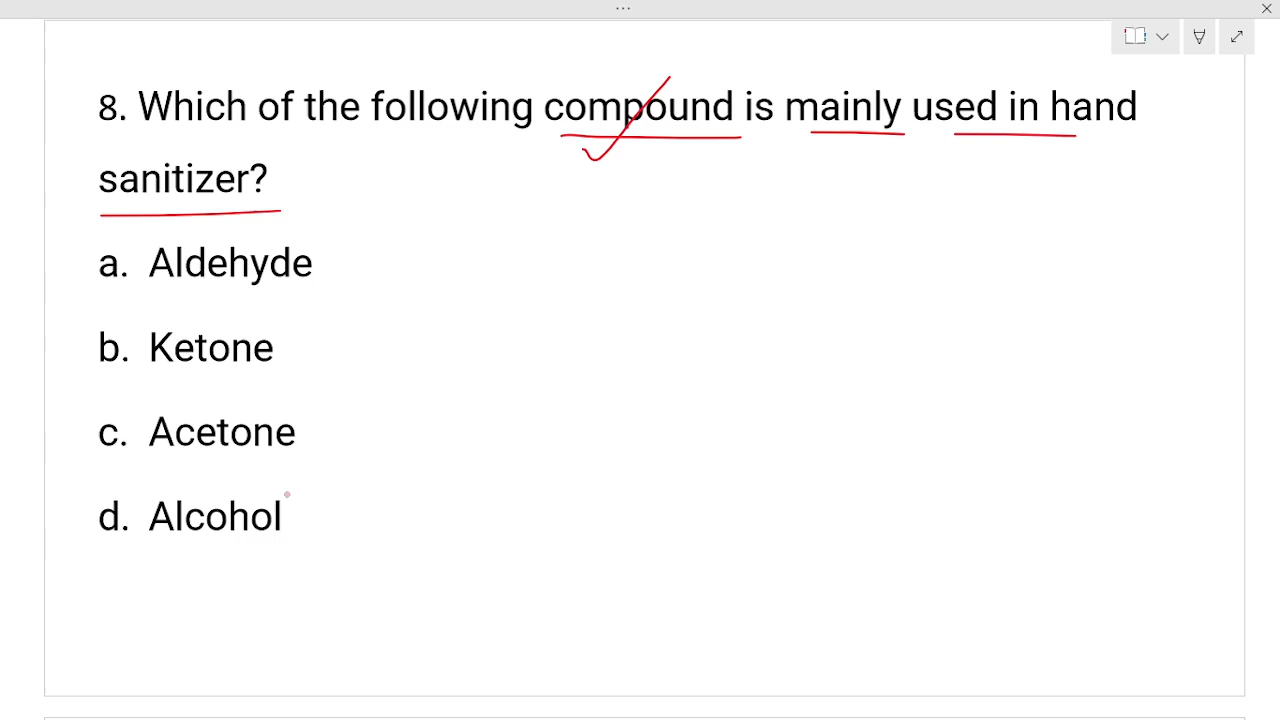 8. Which of the following compound is mainly used in hand
sanitizer?
a. Aldehyde
b. Ketone
c. Acetone
d. Alcohol